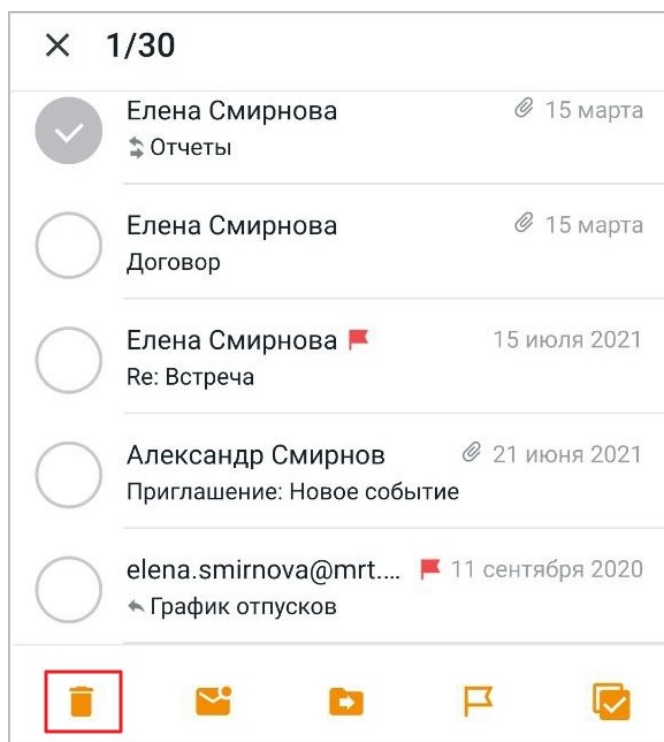 1/30
Елена Смирнова 15 марта
Отчеты
Елена Смирнова 15 марта
Договор
Елена Смирнова 15 июля 2021
Re: Встреча
Александр Смирнов 21 июня 2021
Приглашение: Новое событие
elena.smirnova@mrt.... 11 сентября 2020
График отпусков